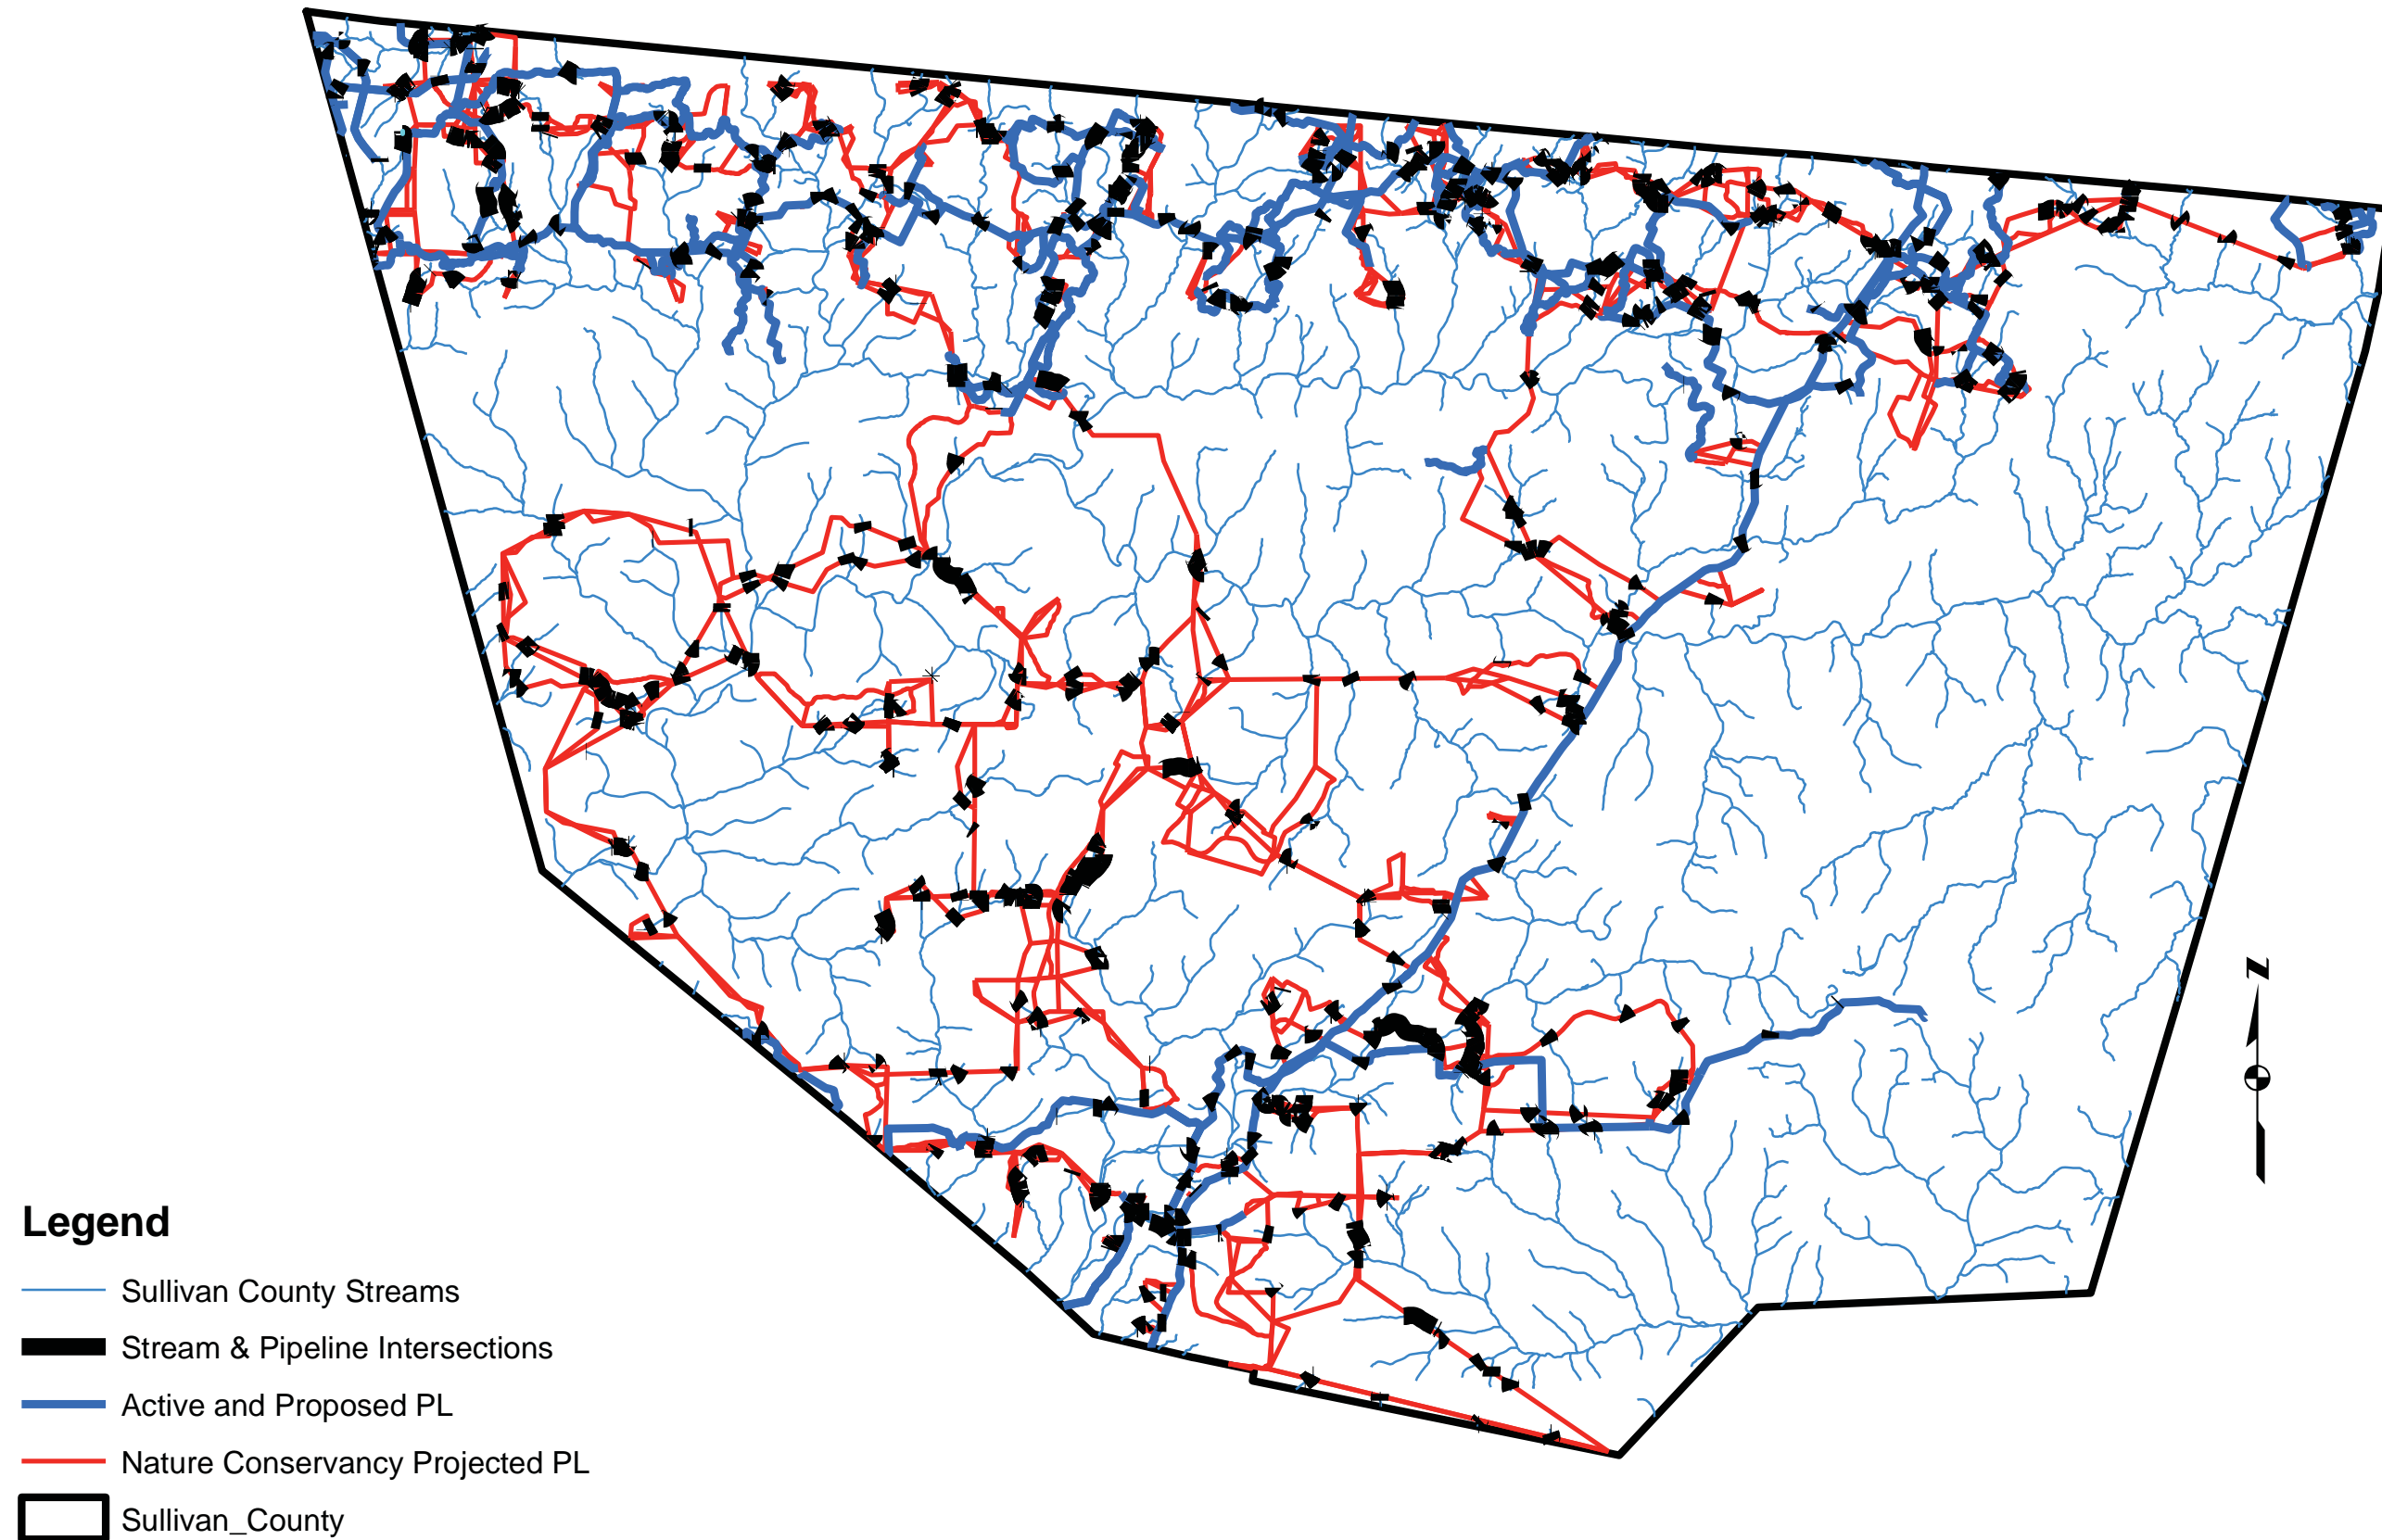 N
Legend
Sullivan County Streams
Stream & Pipeline Intersections
Active and Proposed PL
Nature Conservancy Projected PL
Sullivan_County